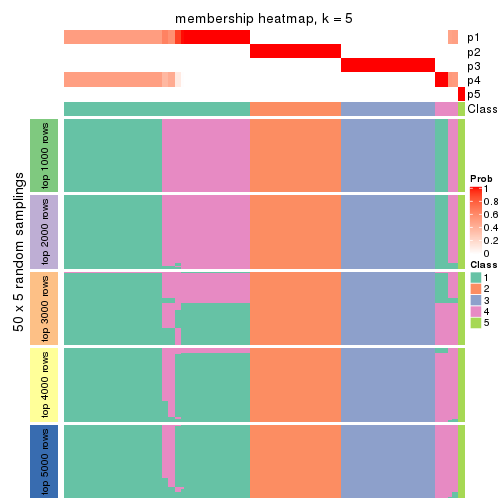 membership heatmap, k = 5
p1
p2
p3
p4
p5
Class
50 x 5 random samplings
top 1000 rows
top 2000 rows
top 3000 rows
top 4000 rows
top 5000 rows
Prob
1
0.8
0.6
0.4
0.2
0
Class
1
2
3
4
5